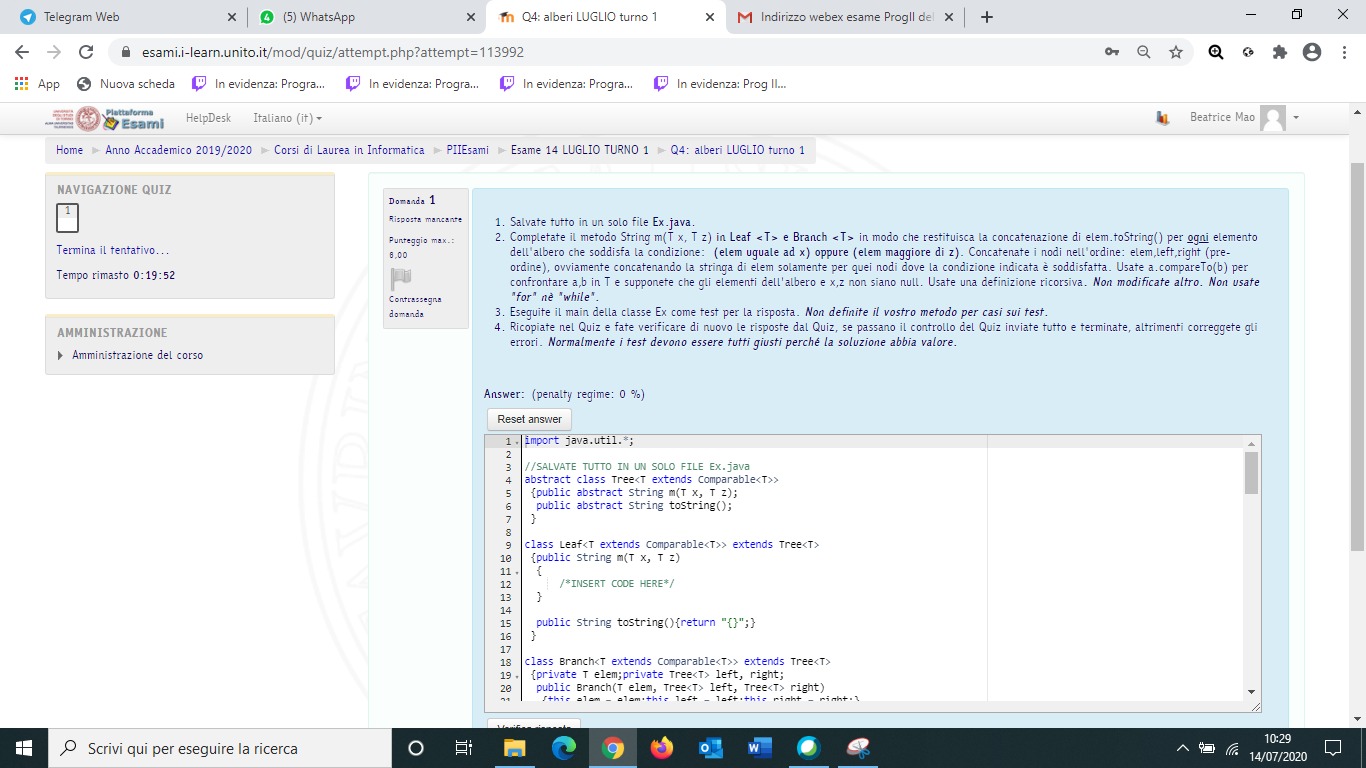 Telegram Web
(5) WhatsApp
Q4: alberi LUGLIO turno 1
Indirizzo webex esame ProgII del
esami.i-learn.unito.it/mod/quiz/attempt.php?attempt=113992
App
Nuova scheda
In evidenza: Progra...
In evidenza: Progra...
In evidenza: Progra...
In evidenza: Prog II...
Piattaforma
Esami
HelpDesk
Italiano (it)
Beatrice Mao
Home
Anno Accademico 2019/2020
Corsi di Laurea in Informatica
PIIEsami
Esame 14 LUGLIO TURNO 1
Q4: alberi LUGLIO turno 1
NAVIGAZIONE QUIZ
1
Termina il tentativo...
Tempo rimasto 0:19:52
AMMINISTRAZIONE
Amministrazione del corso
Domanda 1
Risposta mancante
Punteggio max.:
6,00
Contrassegna
domanda
1. Salvate tutto in un solo file Ex.java.
2. Completate il metodo String m(T x, T z) in Leaf <T> e Branch <T> in modo che restituisca la concatenazione di elem.toString() per ogni elemento
dell'albero che soddisfa la condizione: (elem uguale ad x) oppure (elem maggiore di z). Concatenate i nodi nell'ordine: elem,left,right (pre-
ordine), ovviamente concatenando la stringa di elem solamente per quei nodi dove la condizione indicata è soddisfatta. Usate a.compareTo(b) per
confrontare a,b in T e supponete che gli elementi dell'albero e x,z non siano null. Usate una definizione ricorsiva. Non modificate altro. Non usate
"for" nè "while".
3. Eseguite il main della classe Ex come test per la risposta. Non definite il vostro metodo per casi sui test.
4. Ricopiate nel Quiz e fate verificare di nuovo le risposte dal Quiz, se passano il controllo del Quiz inviate tutto e terminate, altrimenti correggete gli
errori. Normalmente i test devono essere tutti giusti perché la soluzione abbia valore.
Answer: (penalty regime: 0 %)
Reset answer
1 import java.util.*;
2
3 //SALVATE TUTTO IN UN SOLO FILE Ex.java
4 abstract class Tree<T extends Comparable<T>>
5 {public abstract String m(T x, T z);
6 public abstract String toString();
7 }
8
9 class Leaf<T extends Comparable<T>> extends Tree<T>
10 {public String m(T x, T z)
11 {
12 /*INSERT CODE HERE*/
13 }
14
15 public String toString(){return "{}";}
16 }
17
18 class Branch<T extends Comparable<T>> extends Tree<T>
19 {private T elem;private Tree<T> left, right;
20 public Branch(T elem, Tree<T> left, Tree<T> right)
21 {this.elem = elem;this.left = left;this.right = right;}
Verifica risposta
Scrivi qui per eseguire la ricerca
10:29
14/07/2020